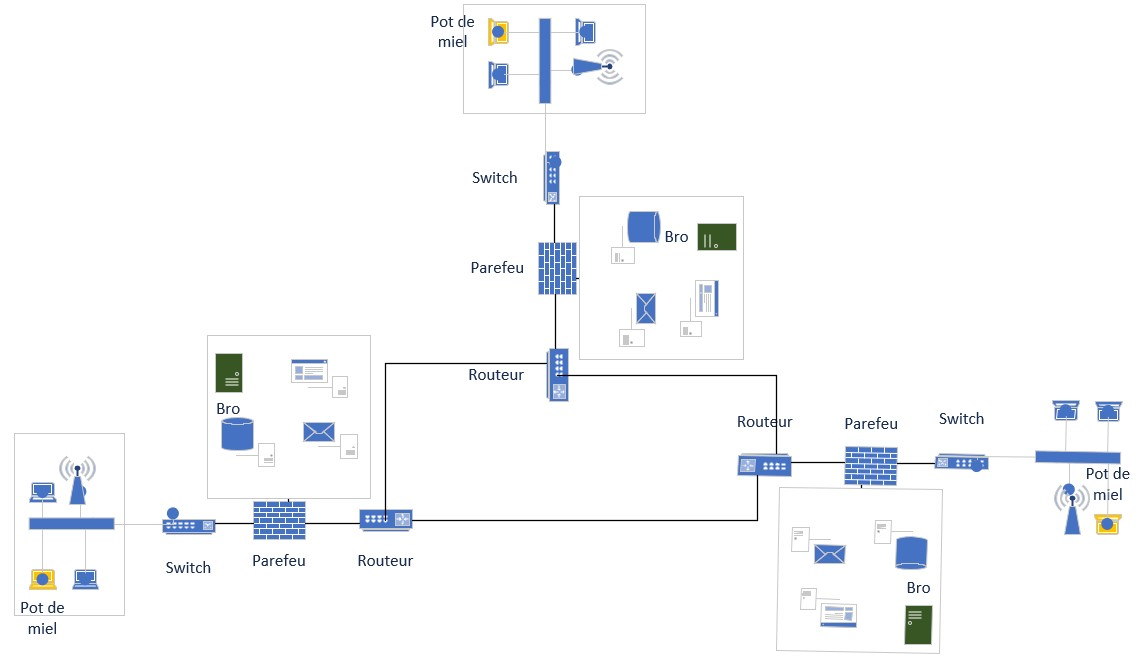 Pot de
miel
Switch
Bro
Parefeu
Routeur
Bro
Routeur
Parefeu
Switch
Pot de
miel
Switch
Parefeu
Routeur
Bro
Pot de
miel